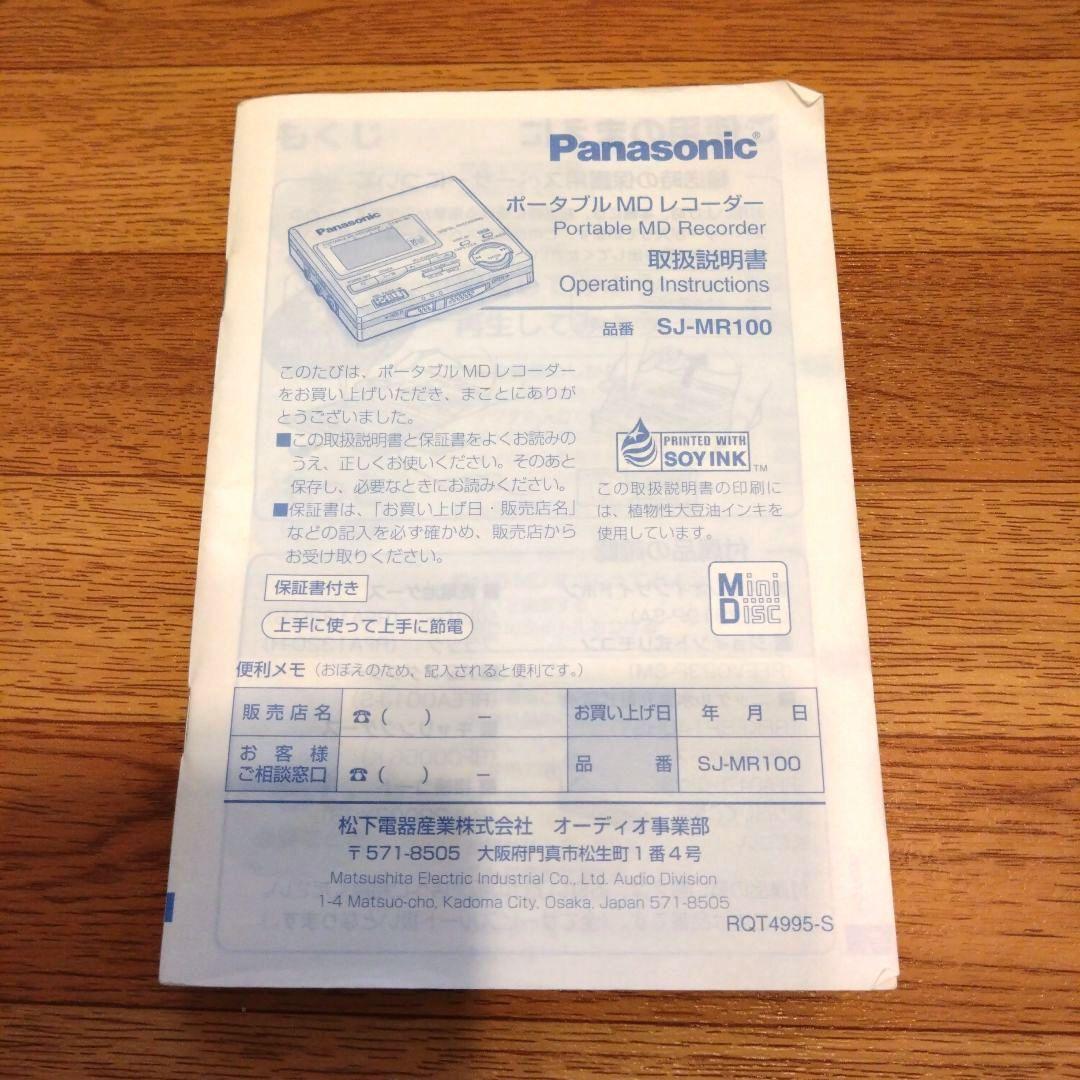 Panasonic®
ポータブル MD レコーダー
Portable MD Recorder
取扱説明書
Operating Instructions
品番 SJ-MR100
Panasonic
このたびは、ポータブル MD レコーダー
をお買い上げいただき、まことにありが
とうございました。
■この取扱説明書と保証書をよくお読みの
うえ、正しくお使いください。そのあと
保存し、必要なときにお読みください。
■保証書は、「お買い上げ日・販売店名」
などの記入を必ず確かめ、販売店から
お受け取りください。
PRINTED WITH
SOY INK TM
この取扱説明書の印刷に
は、植物性大豆油インキを
使用しています。
保証書付き
上手に使って上手に節電
Mini
Disc
便利メモ（おぼえのため、記入されると便利です。）
販売店名 ☎（ ） － お買い上げ日 年 月 日
お客様
ご相談窓口 ☎（ ） － 品番 SJ-MR100
松下電器産業株式会社 オーディオ事業部
〒571-8505 大阪府門真市松生町1番4号
Matsushita Electric Industrial Co., Ltd. Audio Division
1-4 Matsuo-cho, Kadoma City, Osaka, Japan 571-8505
RQT4995-S